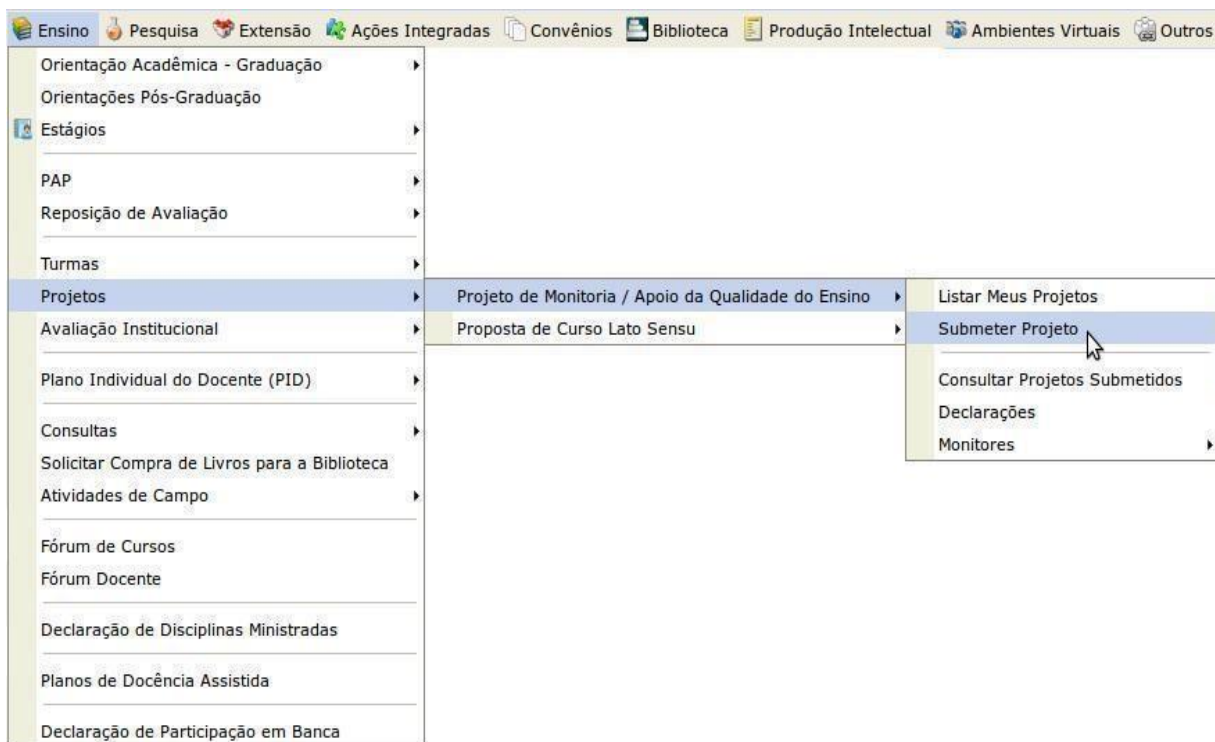 Ensino Pesquisa Extensão Ações Integradas Convênios Biblioteca Produção Intelectual Ambientes Virtuais Outros
Orientação Acadêmica - Graduação
Orientações Pós-Graduação
Estágios
PAP
Reposição de Avaliação
Turmas
Projetos
Avaliação Institucional
Plano Individual do Docente (PID)
Consultas
Solicitar Compra de Livros para a Biblioteca
Atividades de Campo
Fórum de Cursos
Fórum Docente
Declaração de Disciplinas Ministradas
Planos de Docência Assistida
Declaração de Participação em Banca
Projeto de Monitoria / Apoio da Qualidade do Ensino
Proposta de Curso Lato Sensu
Listar Meus Projetos
Submeter Projeto
Consultar Projetos Submetidos
Declarações
Monitores